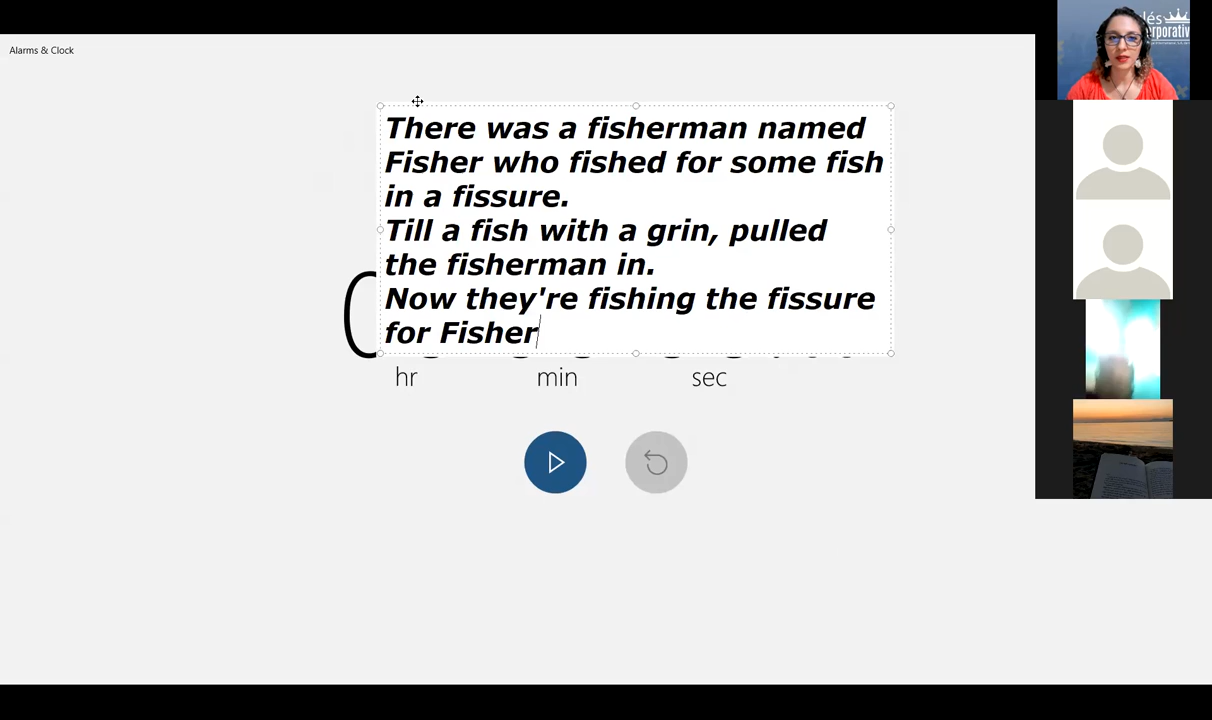 Alarms & Clock
There was a fisherman named
Fisher who fished for some fish
in a fissure.
Till a fish with a grin, pulled
the fisherman in.
Now they're fishing the fissure
for Fisher
hr min sec